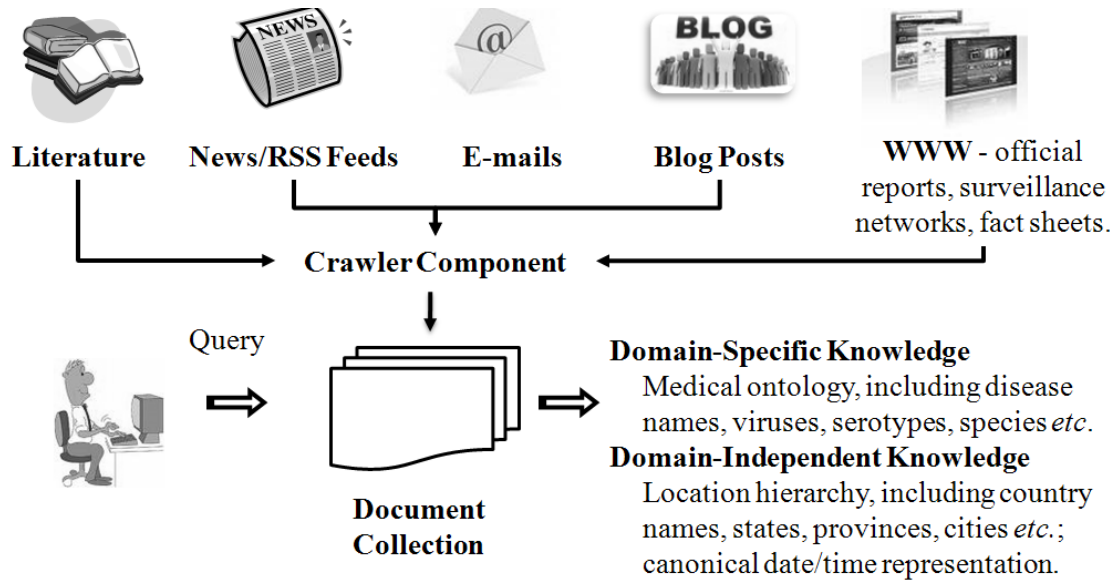 NEWS
@
BLOG
Literature
News/RSS Feeds
E-mails
Blog Posts
WWW - official
reports, surveillance
networks, fact sheets.
Crawler Component
Query
Domain-Specific Knowledge
Medical ontology, including disease
names, viruses, serotypes, species etc.
Domain-Independent Knowledge
Location hierarchy, including country
names, states, provinces, cities etc.;
canonical date/time representation.
Document
Collection